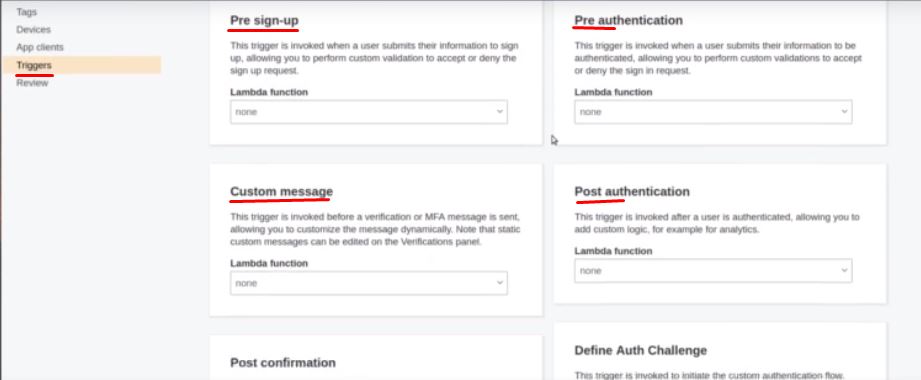 Tags
Devices
App clients
Triggers
Review
Pre sign-up
This trigger is invoked when a user submits their information to sign
up, allowing you to perform custom validation to accept or deny the
sign up request.
Lambda function
none
Pre authentication
This trigger is invoked when a user submits their information to be
authenticated, allowing you to perform custom validations to accept
or deny the sign in request.
Lambda function
none
Custom message
This trigger is invoked before a verification or MFA message is sent,
allowing you to customize the message dynamically. Note that static
custom messages can be edited on the Verifications panel.
Lambda function
none
Post authentication
This trigger is invoked after a user is authenticated, allowing you to
add custom logic, for example for analytics.
Lambda function
none
Post confirmation
Define Auth Challenge
This trigger is invoked to initiate the custom authentication flow.